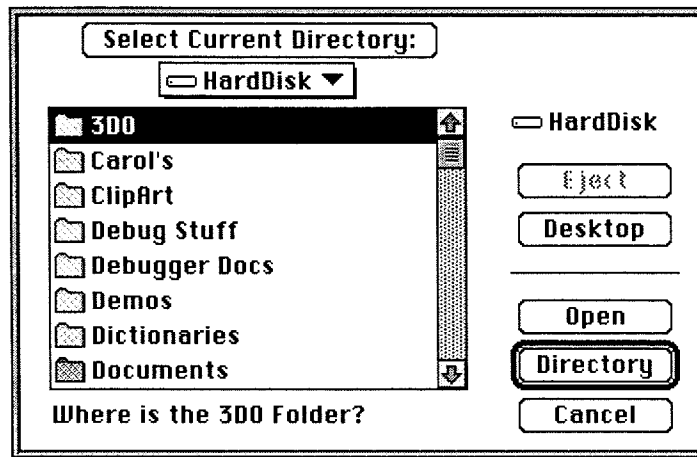 Select Current Directory:
HardDisk
3DO
Carol's
ClipArt
Debug Stuff
Debugger Docs
Demos
Dictionaries
Documents
Where is the 3DO Folder?
HardDisk
Eject
Desktop
Open
Directory
Cancel